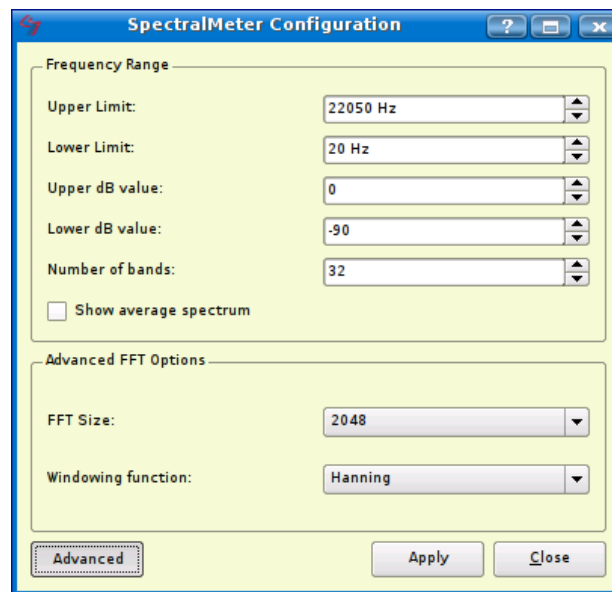 SpectralMeter Configuration ?
Frequency Range
Upper Limit: 22050 Hz
Lower Limit: 20 Hz
Upper dB value: 0
Lower dB value: -90
Number of bands: 32
Show average spectrum
Advanced FFT Options
FFT Size: 2048
Windowing function: Hanning
Advanced Apply Close